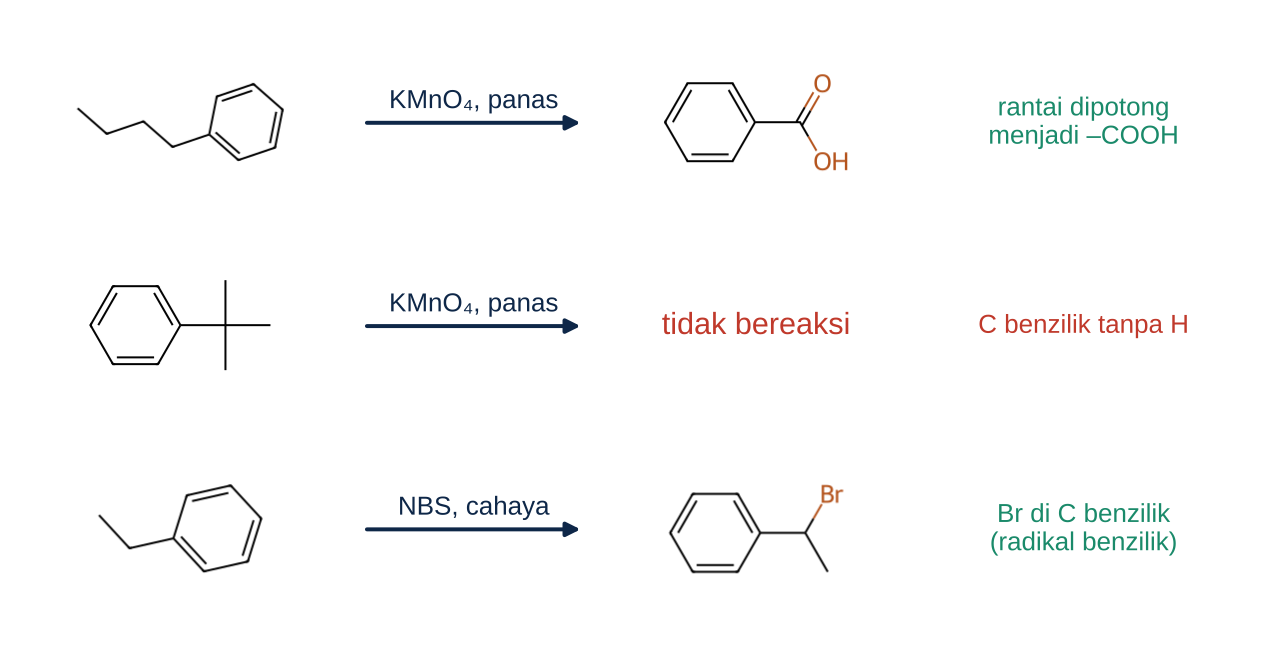 KMnO₄, panas
O
OH
rantai dipotong
menjadi –COOH
KMnO₄, panas
tidak bereaksi
C benzilik tanpa H
NBS, cahaya
Br
Br di C benzilik
(radikal benzilik)